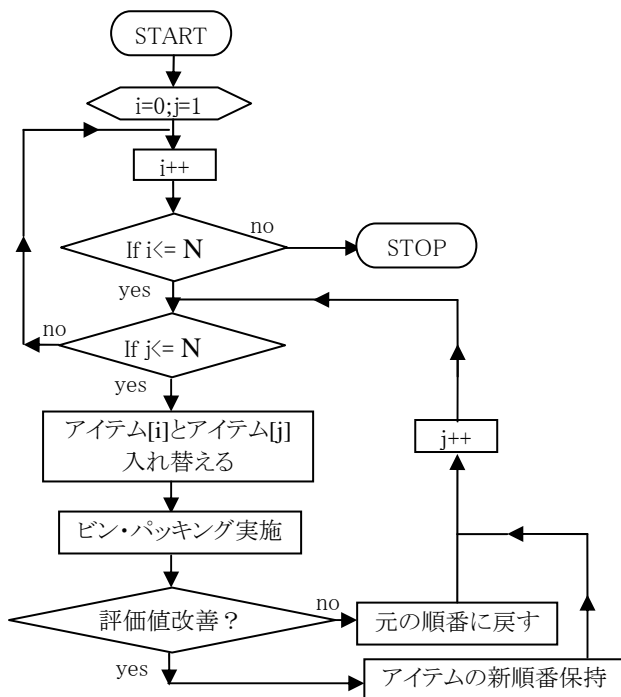 START
i=0;j=1
i++
If i<= N
no
STOP
yes
no
If j<= N
yes
アイテム[i]とアイテム[j]
入れ替える
j++
ビン・パッキング実施
評価値改善？
no
元の順番に戻す
yes
アイテムの新順番保持